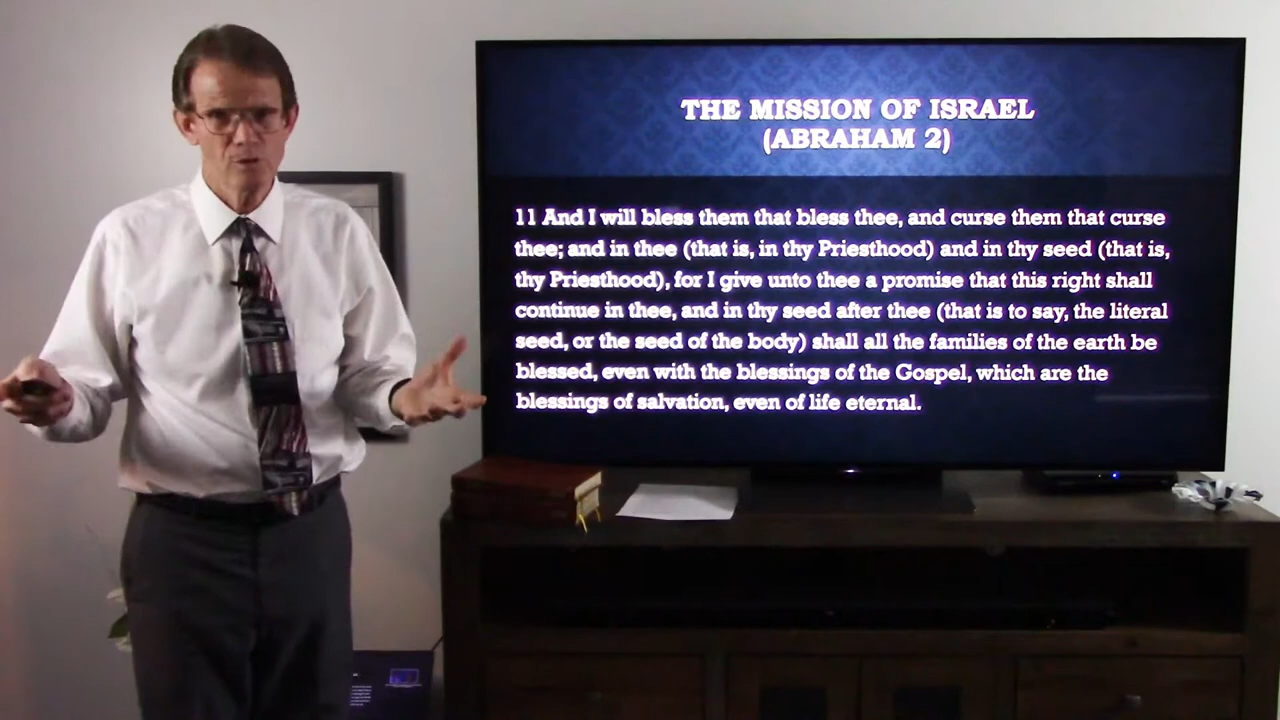 THE MISSION OF ISRAEL
(ABRAHAM 2)
11 And I will bless them that bless thee, and curse them that curse
thee; and in thee (that is, in thy Priesthood) and in thy seed (that is,
thy Priesthood), for I give unto thee a promise that this right shall
continue in thee, and in thy seed after thee (that is to say, the literal
seed, or the seed of the body) shall all the families of the earth be
blessed, even with the blessings of the Gospel, which are the
blessings of salvation, even of life eternal.